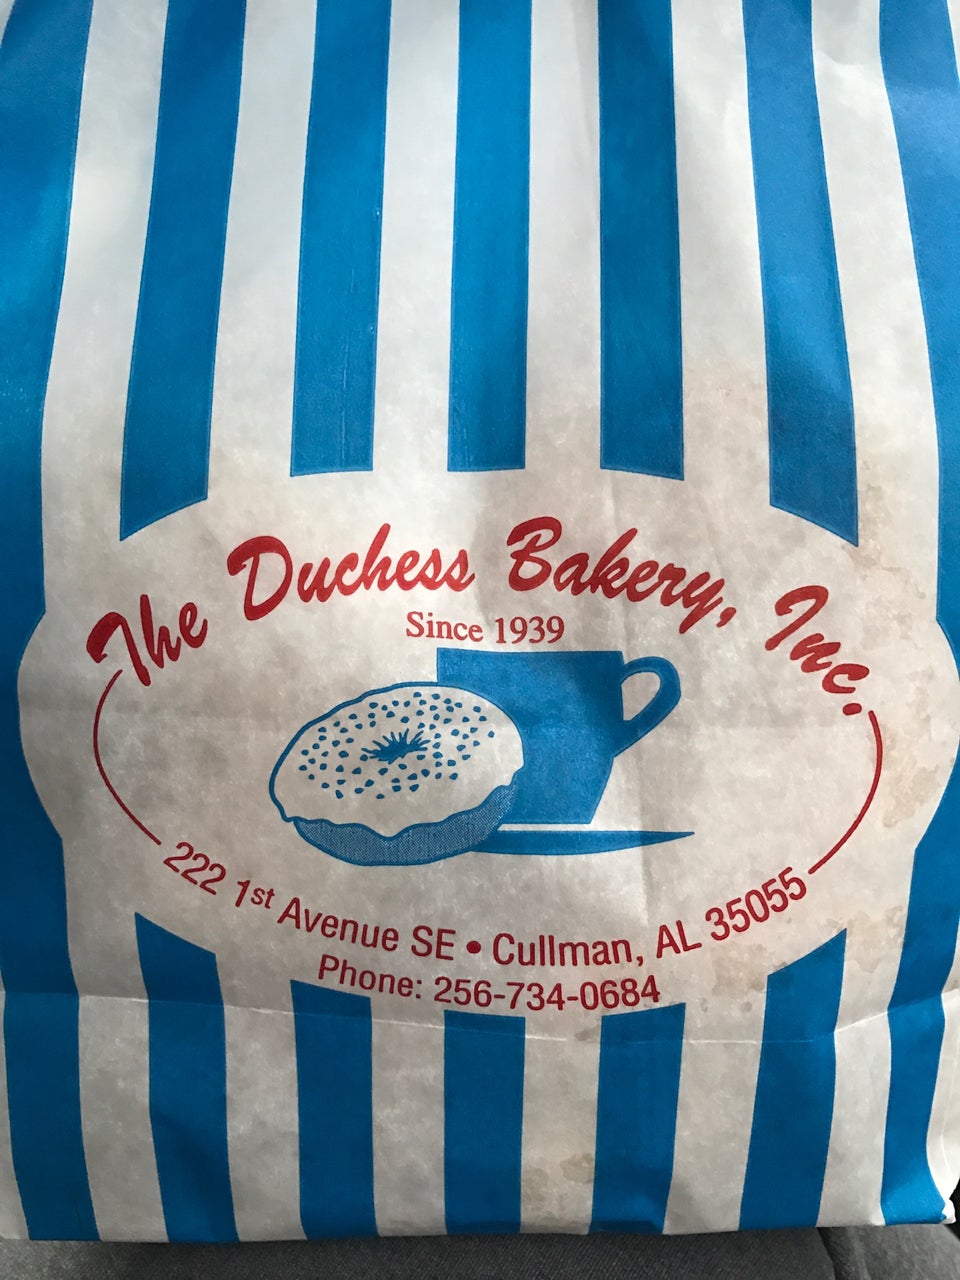 The Duchess Bakery, Inc.
Since 1939
222 1st Avenue SE • Cullman, AL 35055
Phone: 256-734-0684